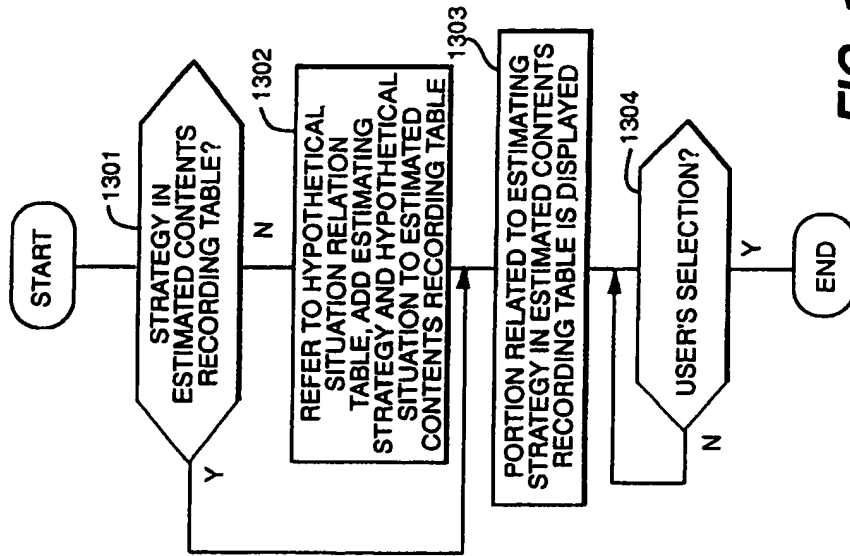 START
1301
STRATEGY IN
ESTIMATED CONTENTS
RECORDING TABLE?
Y
N
1302
REFER TO HYPOTHETICAL
SITUATION RELATION
TABLE, ADD ESTIMATING
STRATEGY AND HYPOTHETICAL
SITUATION TO ESTIMATED
CONTENTS RECORDING TABLE
1303
PORTION RELATED TO ESTIMATING
STRATEGY IN ESTIMATED CONTENTS
RECORDING TABLE IS DISPLAYED
1304
USER'S SELECTION?
N
Y
END
FIG.